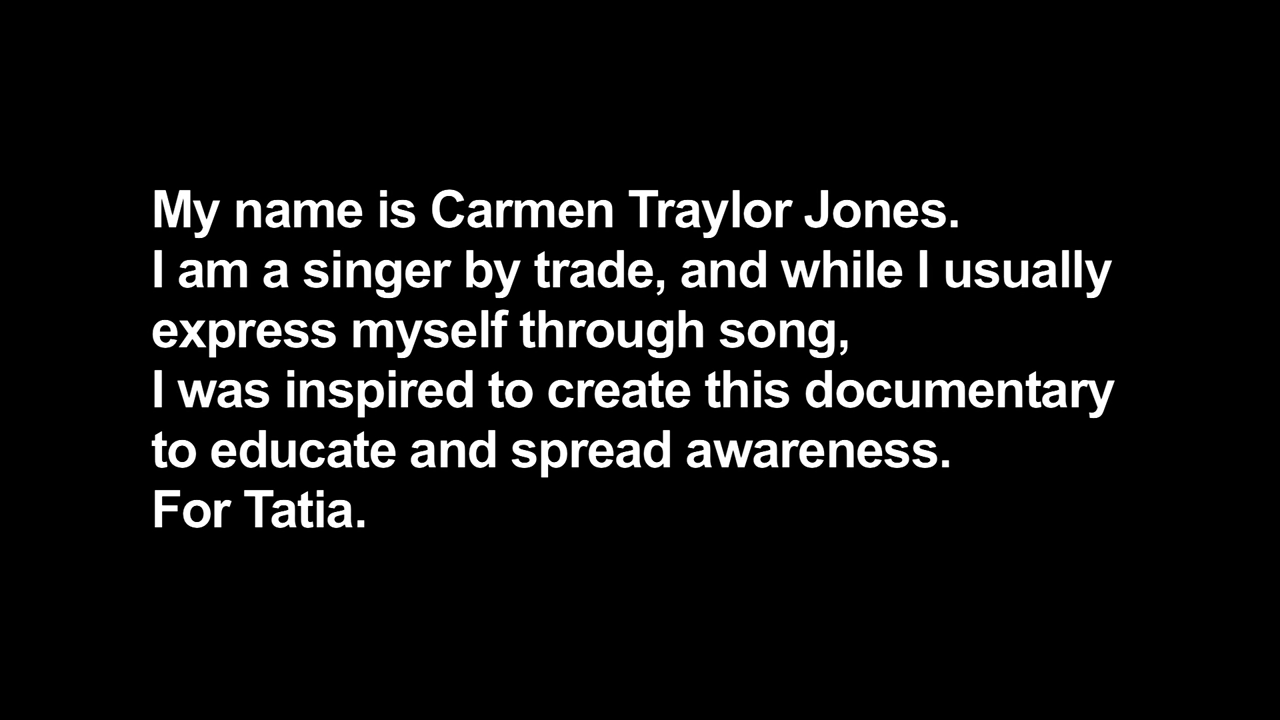 My name is Carmen Traylor Jones.
I am a singer by trade, and while I usually
express myself through song,
I was inspired to create this documentary
to educate and spread awareness.
For Tatia.